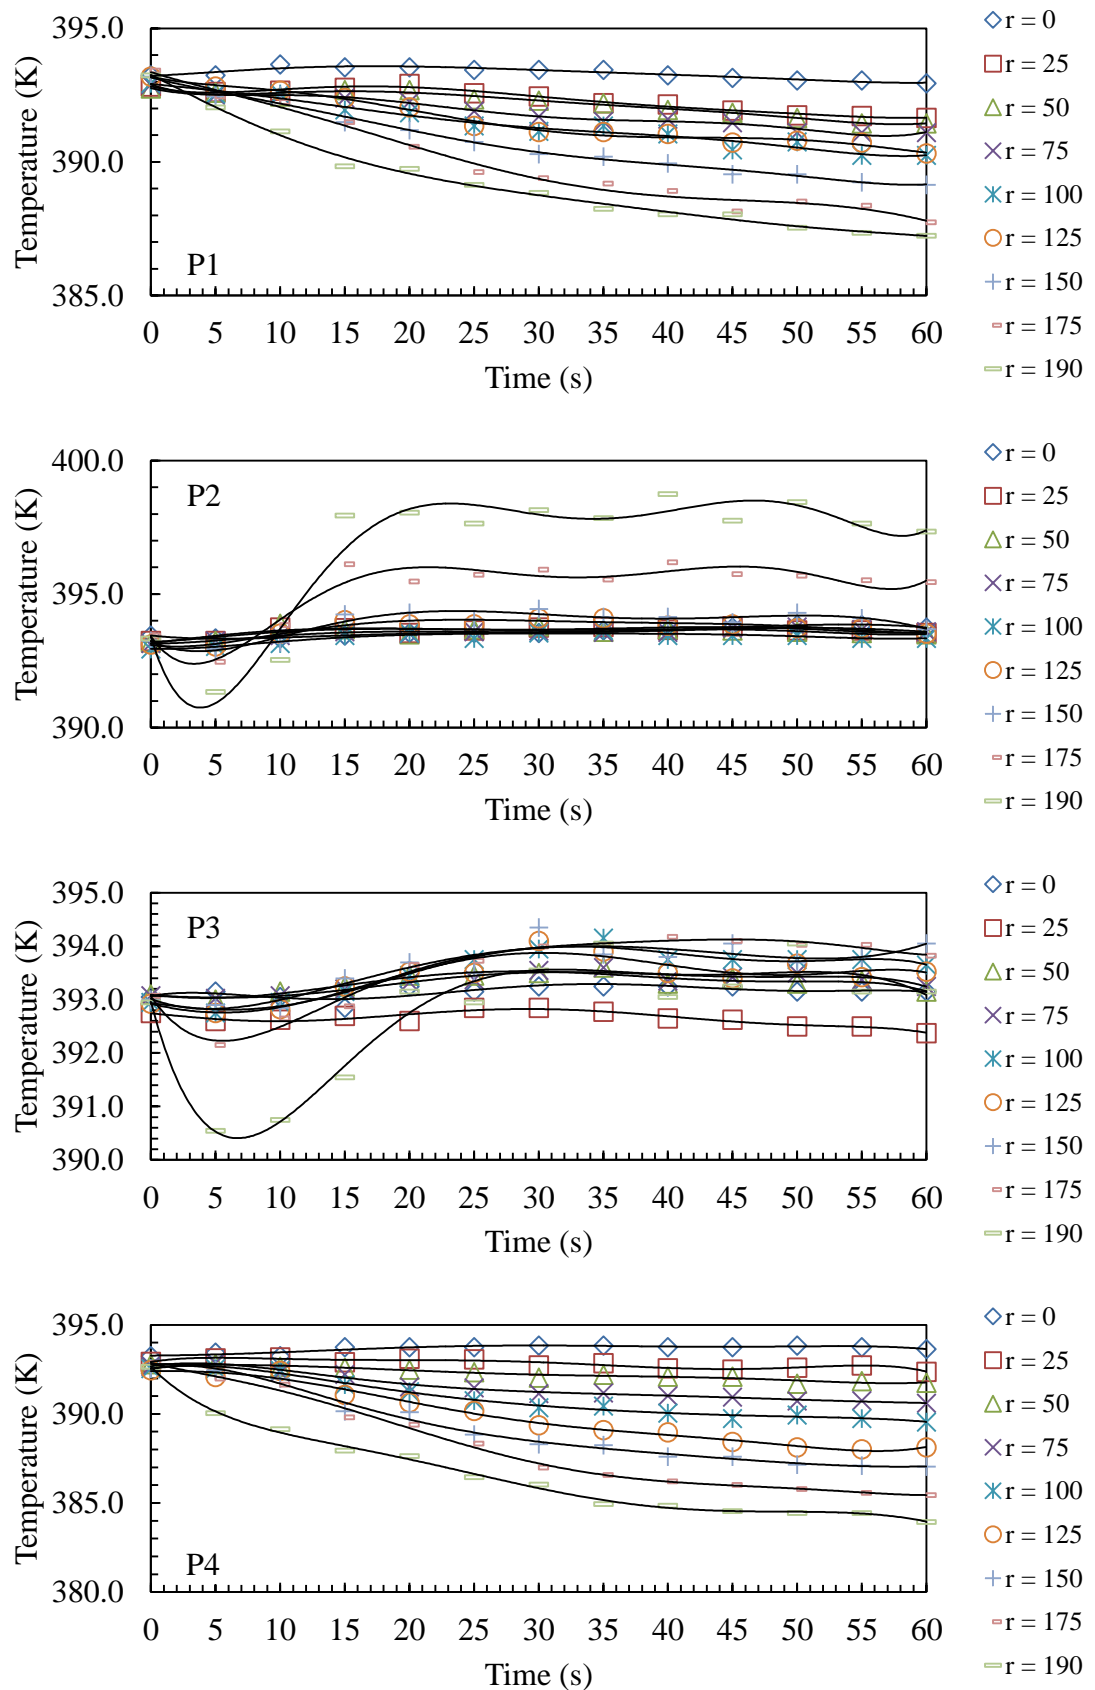 395.0
390.0
385.0
Temperature (K)
P1
0 5 10 15 20 25 30 35 40 45 50 55 60
Time (s)
r = 0
r = 25
r = 50
r = 75
r = 100
r = 125
r = 150
r = 175
r = 190
400.0
395.0
390.0
Temperature (K)
P2
0 5 10 15 20 25 30 35 40 45 50 55 60
Time (s)
r = 0
r = 25
r = 50
r = 75
r = 100
r = 125
r = 150
r = 175
r = 190
395.0
394.0
393.0
392.0
391.0
390.0
Temperature (K)
P3
0 5 10 15 20 25 30 35 40 45 50 55 60
Time (s)
r = 0
r = 25
r = 50
r = 75
r = 100
r = 125
r = 150
r = 175
r = 190
395.0
390.0
385.0
380.0
Temperature (K)
P4
0 5 10 15 20 25 30 35 40 45 50 55 60
Time (s)
r = 0
r = 25
r = 50
r = 75
r = 100
r = 125
r = 150
r = 175
r = 190